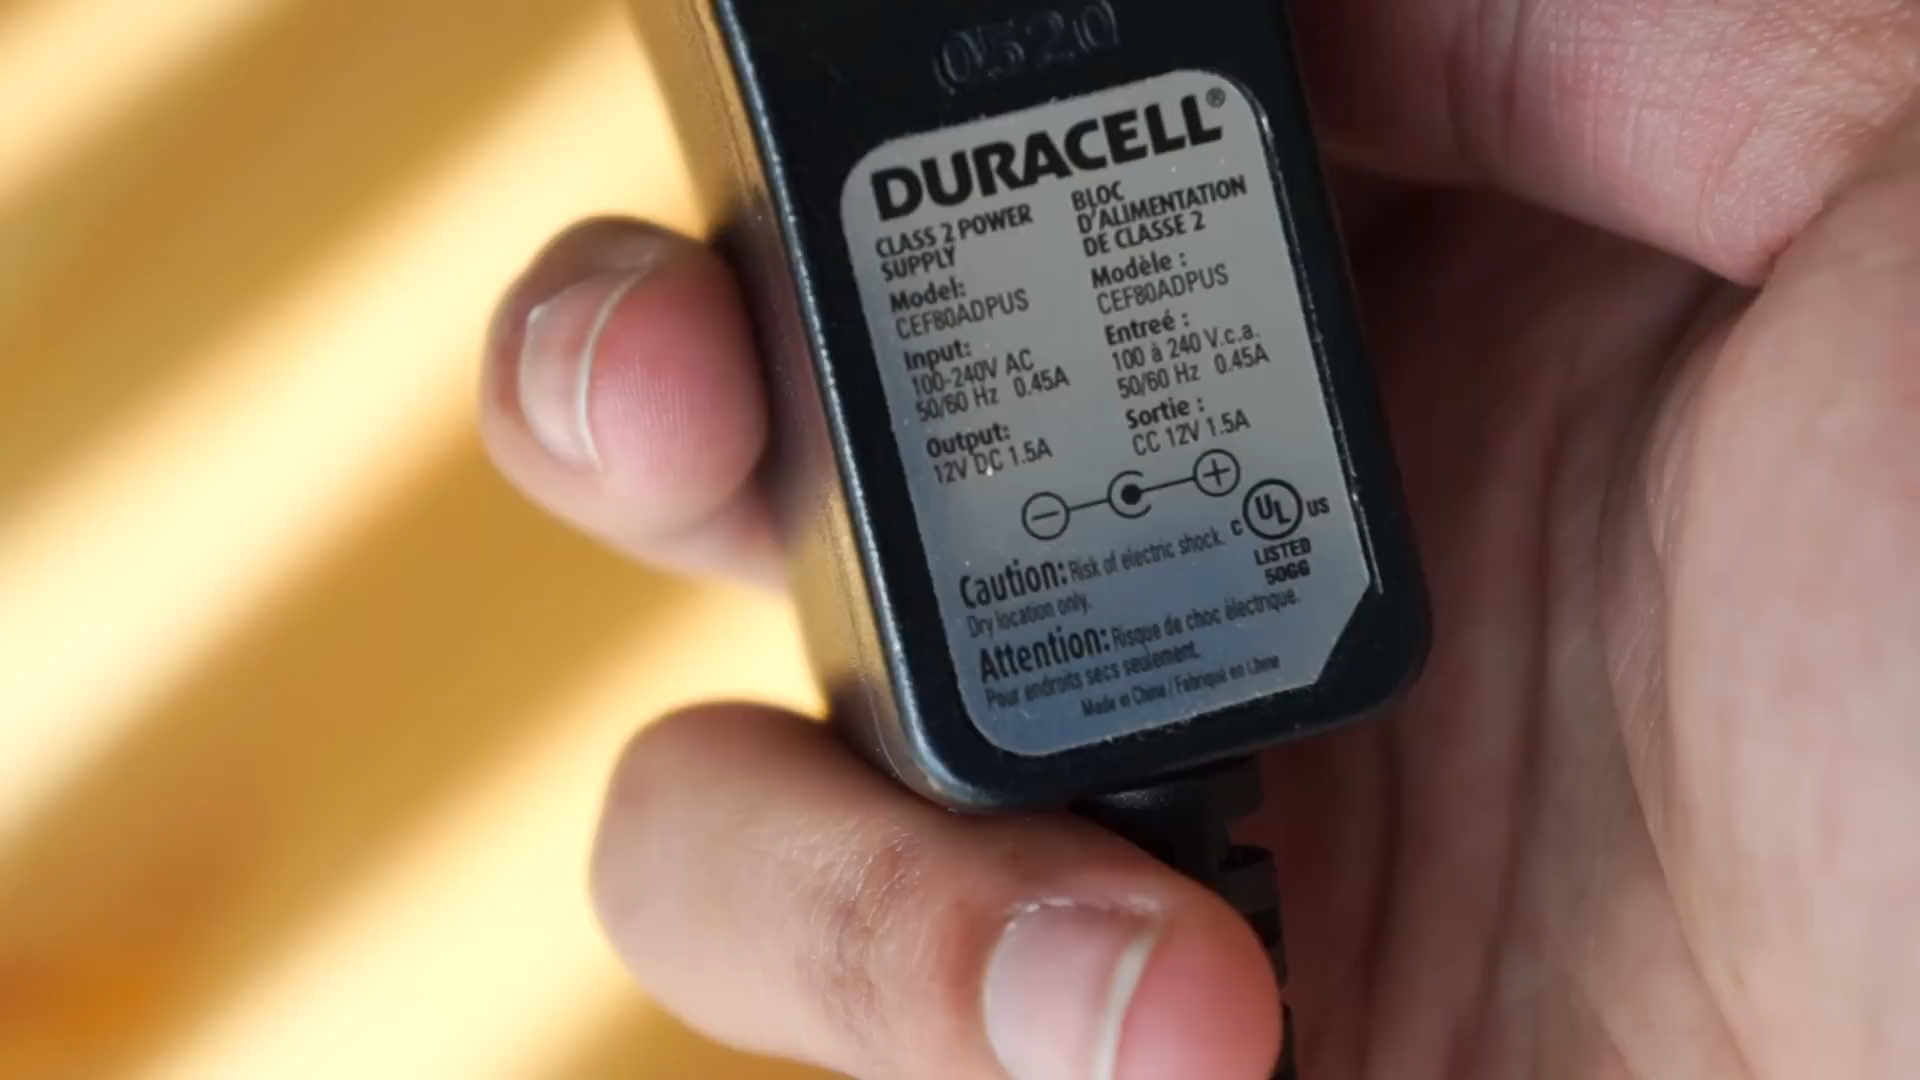 0520
DURACELL®
CLASS 2 POWER
SUPPLY
Model:
CEF80ADPUS
Input:
100-240V AC
50/60 Hz 0.45A
Output:
12V DC 1.5A
BLOC
D'ALIMENTATION
DE CLASSE 2
Modèle :
CEF80ADPUS
Entreé :
100 à 240 V.c.a.
50/60 Hz 0.45A
Sortie :
CC 12V 1.5A
− +
C UL US
LISTED
50GG
Caution: Risk of electric shock.
Dry location only.
Attention: Risque de choc électrique.
Pour endroits secs seulement.
Made in China / Fabriqué en Chine